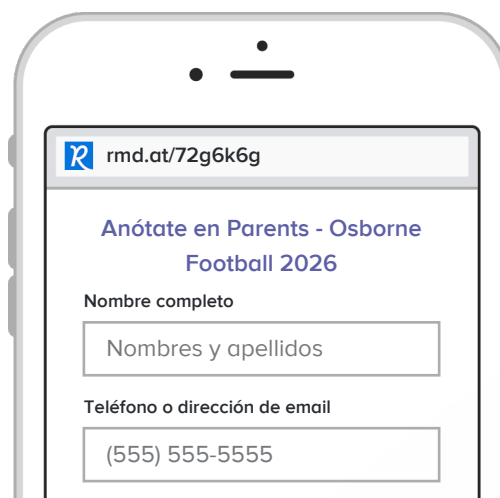 rmd.at/72g6k6g
Anótate en Parents - Osborne
Football 2026
Nombre completo
Nombres y apellidos
Teléfono o dirección de email
(555) 555-5555